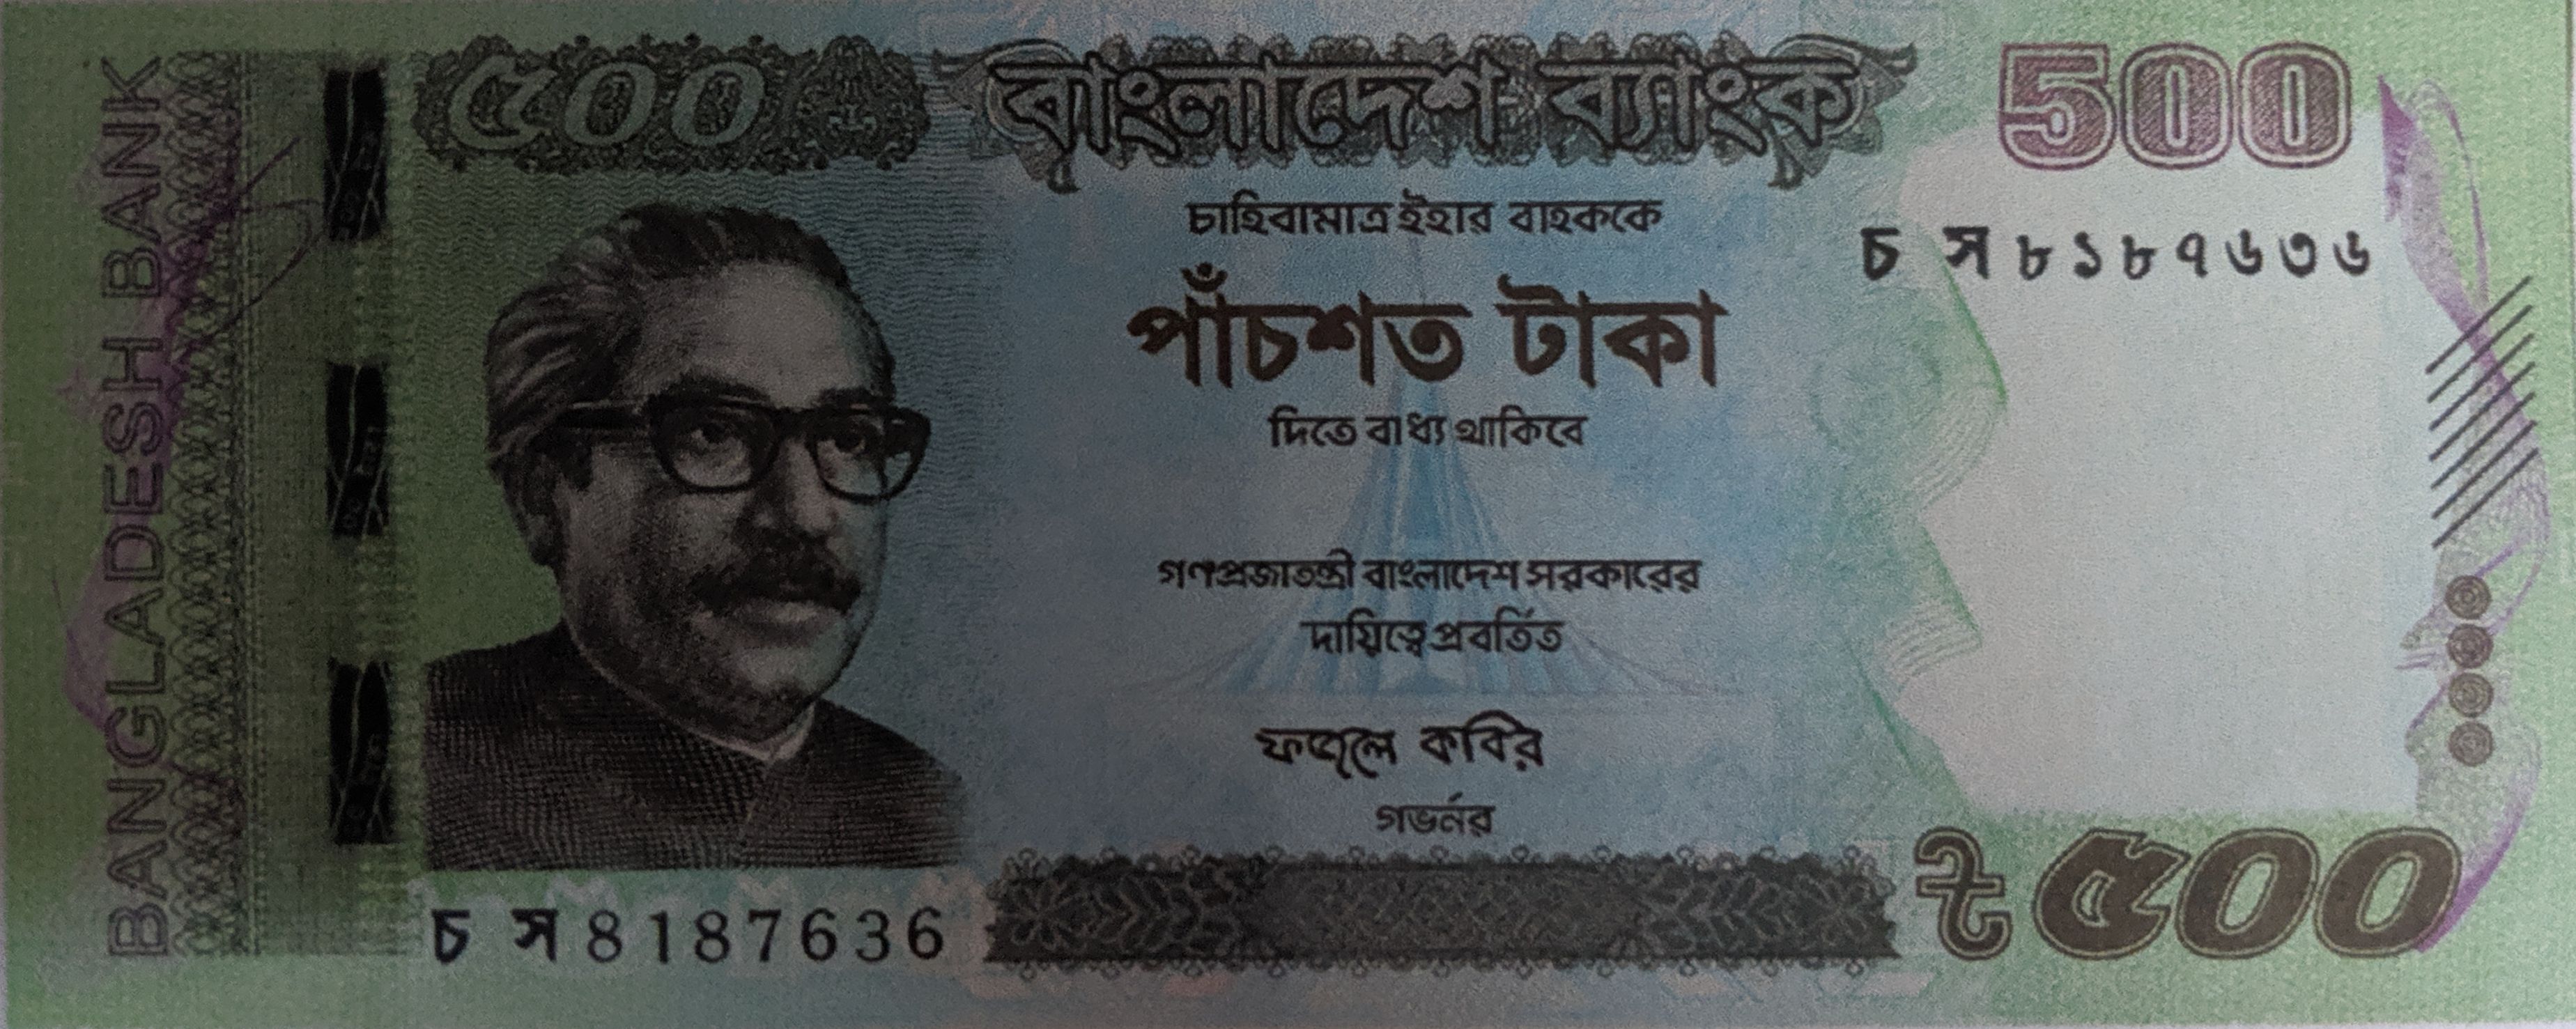 BANGLADESH BANK
৫০০
বাংলাদেশ ব্যাংক
500
চাহিবামাত্র ইহার বাহককে
চ স ৮১৮৭৬৩৬
পাঁচশত টাকা
দিতে বাধ্য থাকিবে
গণপ্রজাতন্ত্রী বাংলাদেশ সরকারের
দায়িত্বে প্রবর্তিত
ফজলে কবির
গভর্নর
চ স 8187636
৳ ৫০০